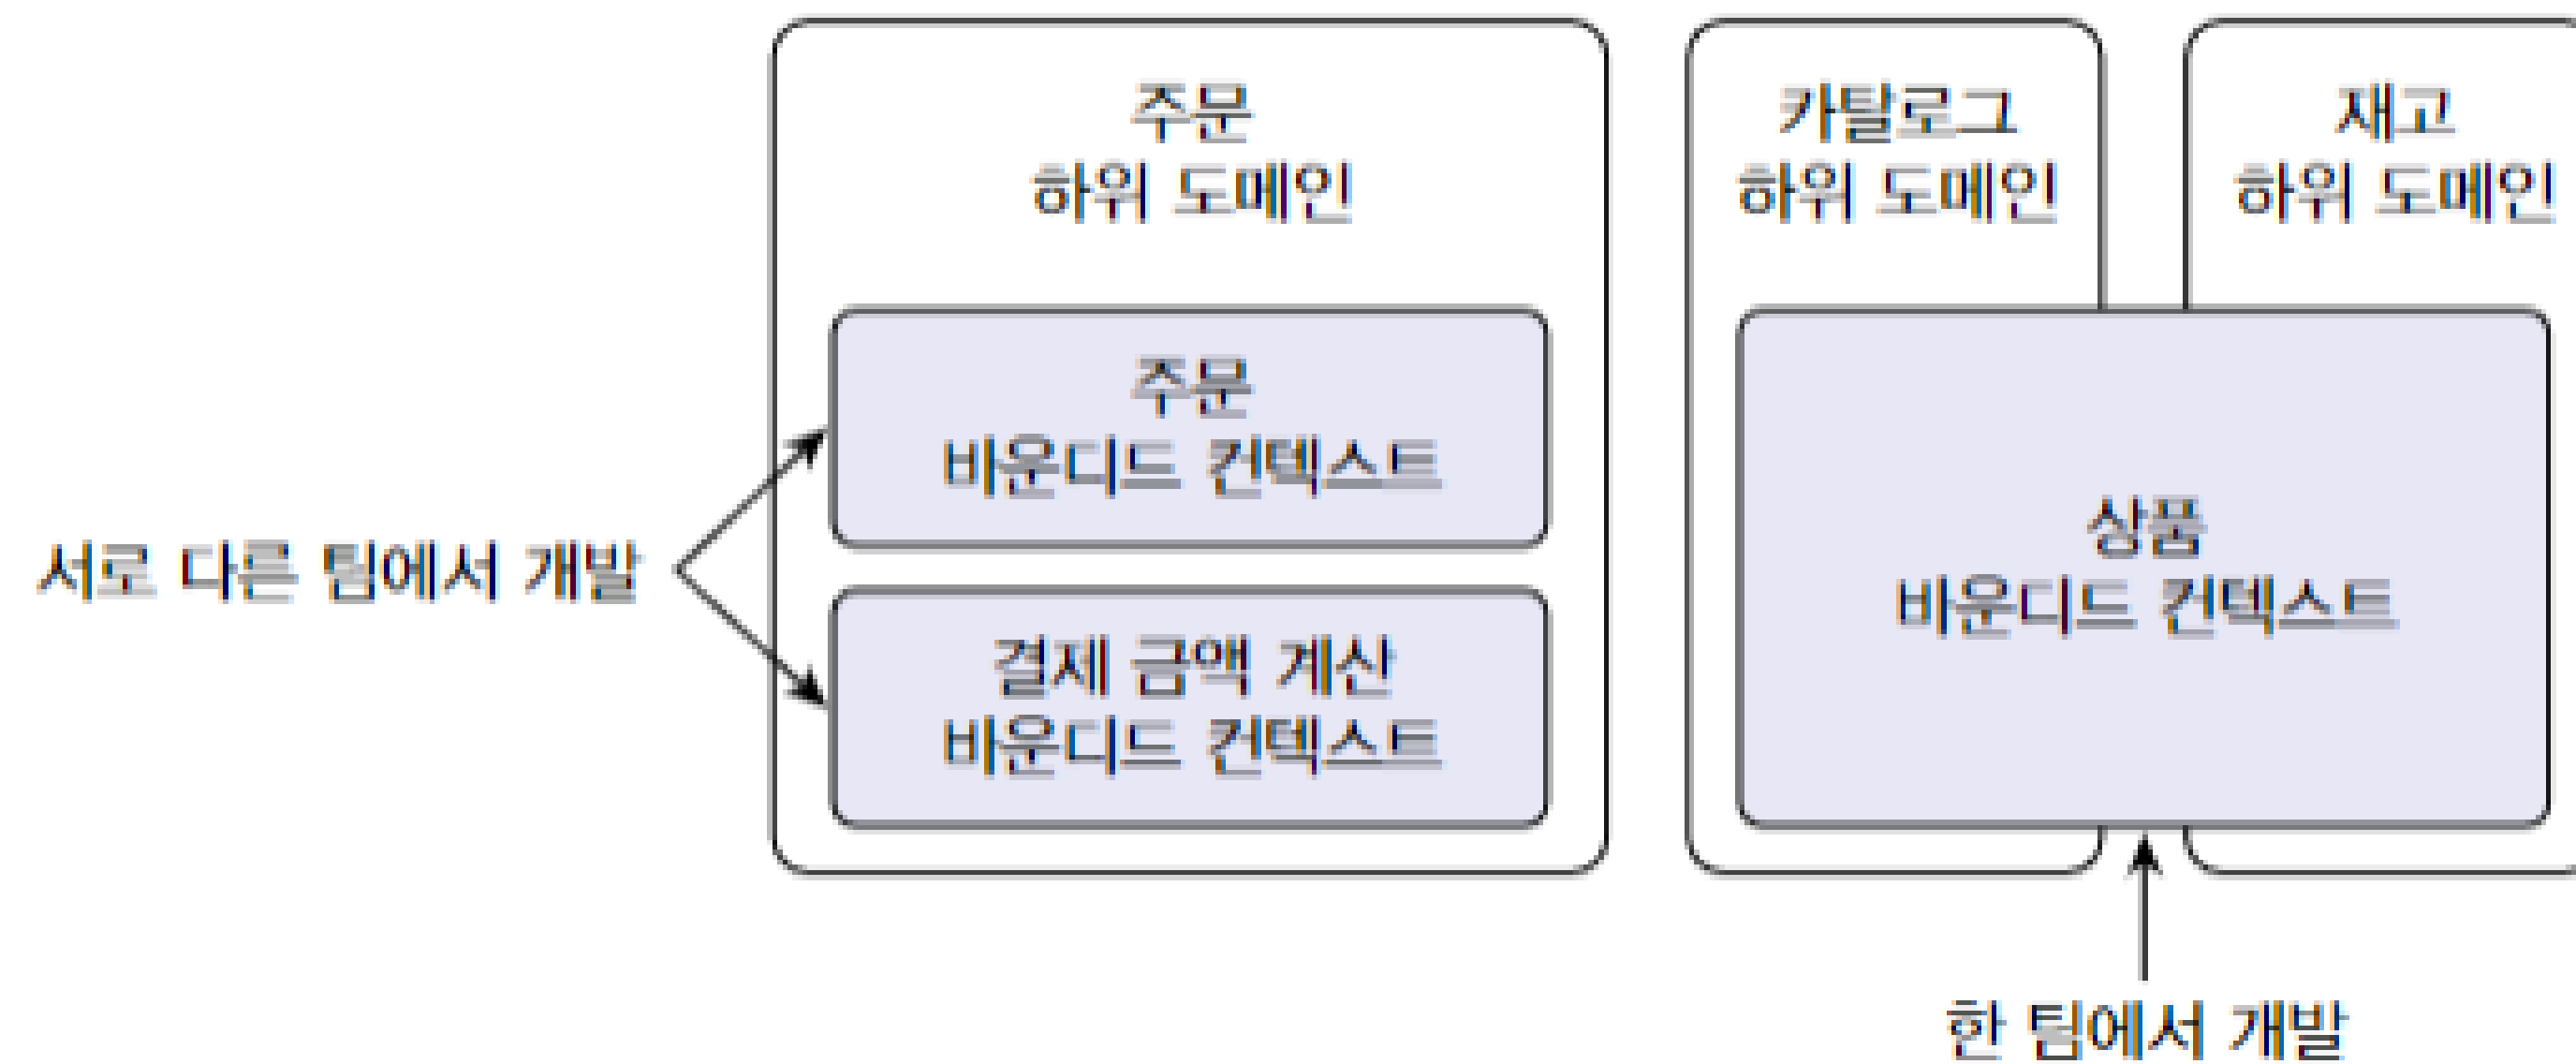 주문
하위 도메인
카탈로그
하위 도메인
재고
하위 도메인
주문
바운디드 컨텍스트
서로 다른 팀에서 개발
결제 금액 계산
바운디드 컨텍스트
상품
바운디드 컨텍스트
한 팀에서 개발